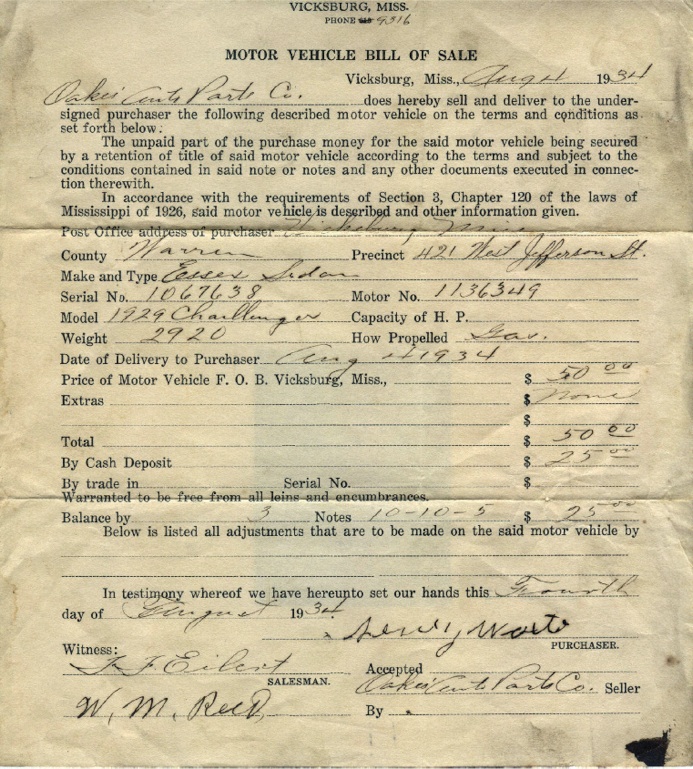 VICKSBURG, MISS.
PHONE 9316
MOTOR VEHICLE BILL OF SALE
Vicksburg, Miss., Aug 4 1934
Oakes Auto Parts Co. does hereby sell and deliver to the under-
signed purchaser the following described motor vehicle on the terms and conditions as
set forth below:
The unpaid part of the purchase money for the said motor vehicle being secured
by a retention of title of said motor vehicle according to the terms and subject to the
conditions contained in said note or notes and any other documents executed in connec-
tion therewith.
In accordance with the requirements of Section 3, Chapter 120 of the laws of
Mississippi of 1926, said motor vehicle is described and other information given.
Post Office address of purchaser Vicksburg Miss
County Warren Precinct 421 West Jefferson St.
Make and Type Essex Sedan
Serial No. 1067638 Motor No. 1136349
Model 1929 Chaillenger Capacity of H. P.
Weight 2920 How Propelled Gas.
Date of Delivery to Purchaser Aug 4 1934
Price of Motor Vehicle F. O. B. Vicksburg, Miss., $ 50 00
Extras $ None
$
Total $ 50 00
By Cash Deposit $ 25 00
By trade in Serial No. $
Warranted to be free from all leins and encumbrances.
Balance by 3 Notes 10-10-5 $ 25 00
Below is listed all adjustments that are to be made on the said motor vehicle by
In testimony whereof we have hereunto set our hands this Fourth
day of August 1934
PURCHASER.
Witness:
F. Eilert Accepted
SALESMAN. Oakes Auto Parts Co. Seller
W. M. Reed By